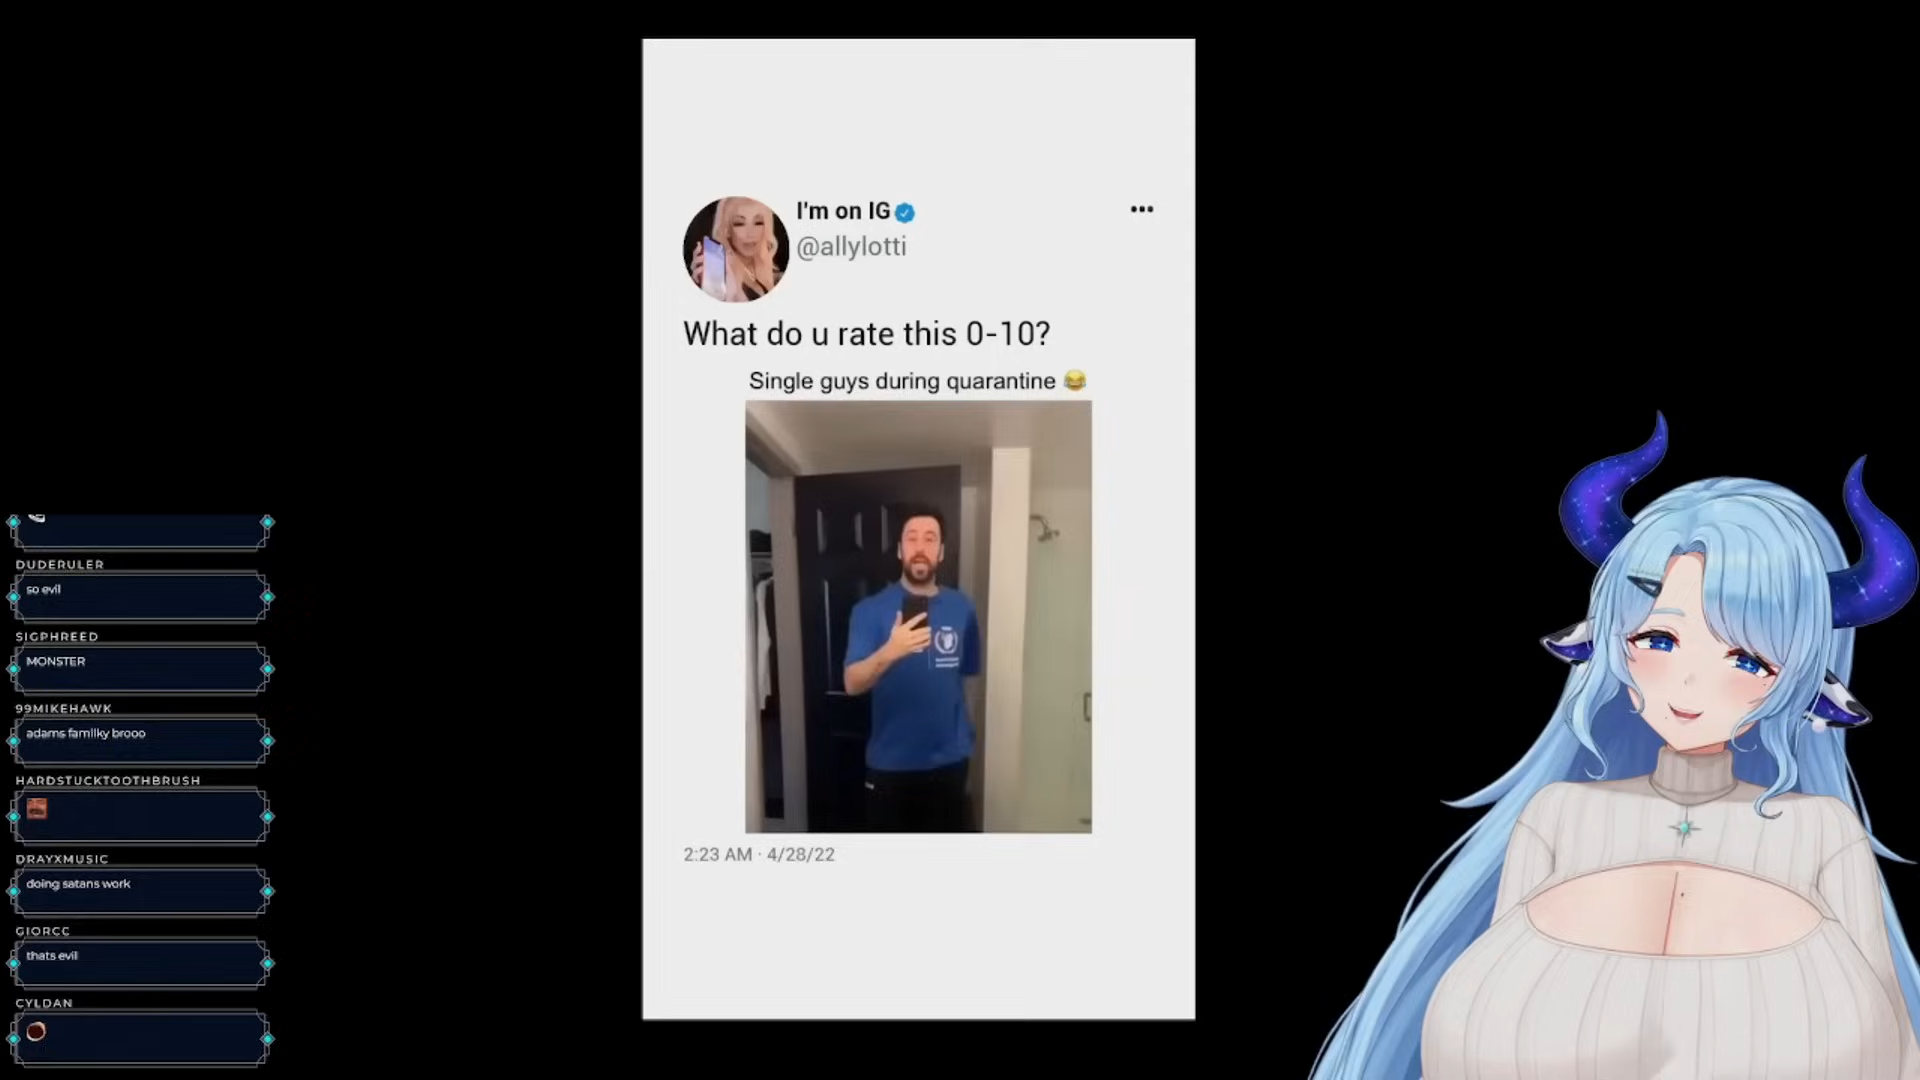 I'm on IG
@allylotti
What do u rate this 0-10?
Single guys during quarantine 😂
2:23 AM · 4/28/22
DUDERULER
so evil
SIGPHREED
MONSTER
99MIKEHAWK
adams familky brooo
HARDSTUCKTOOTHBRUSH
DRAYXMUSIC
doing satans work
GIORCC
thats evil
CYLDAN